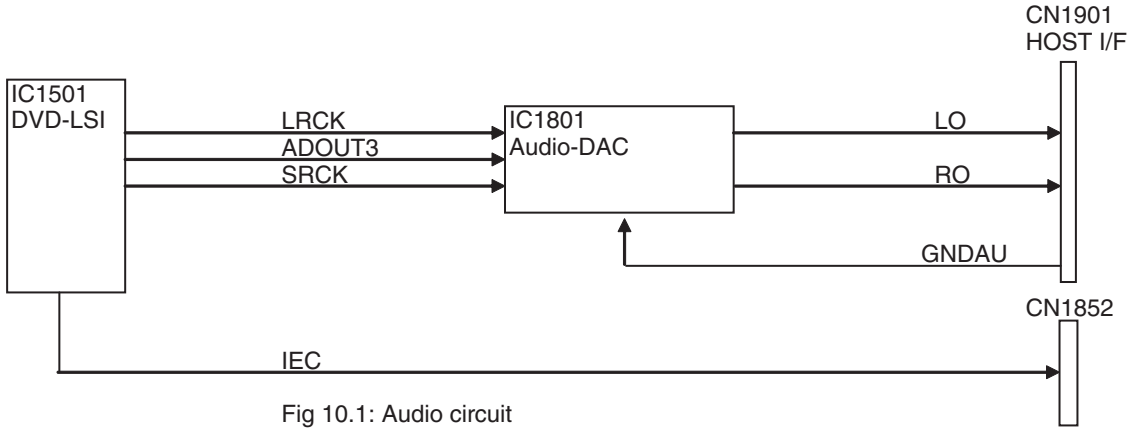 CN1901
HOST I/F
IC1501
DVD-LSI
LRCK
ADOUT3
SRCK
IC1801
Audio-DAC
LO
RO
GNDAU
CN1852
IEC
Fig 10.1: Audio circuit